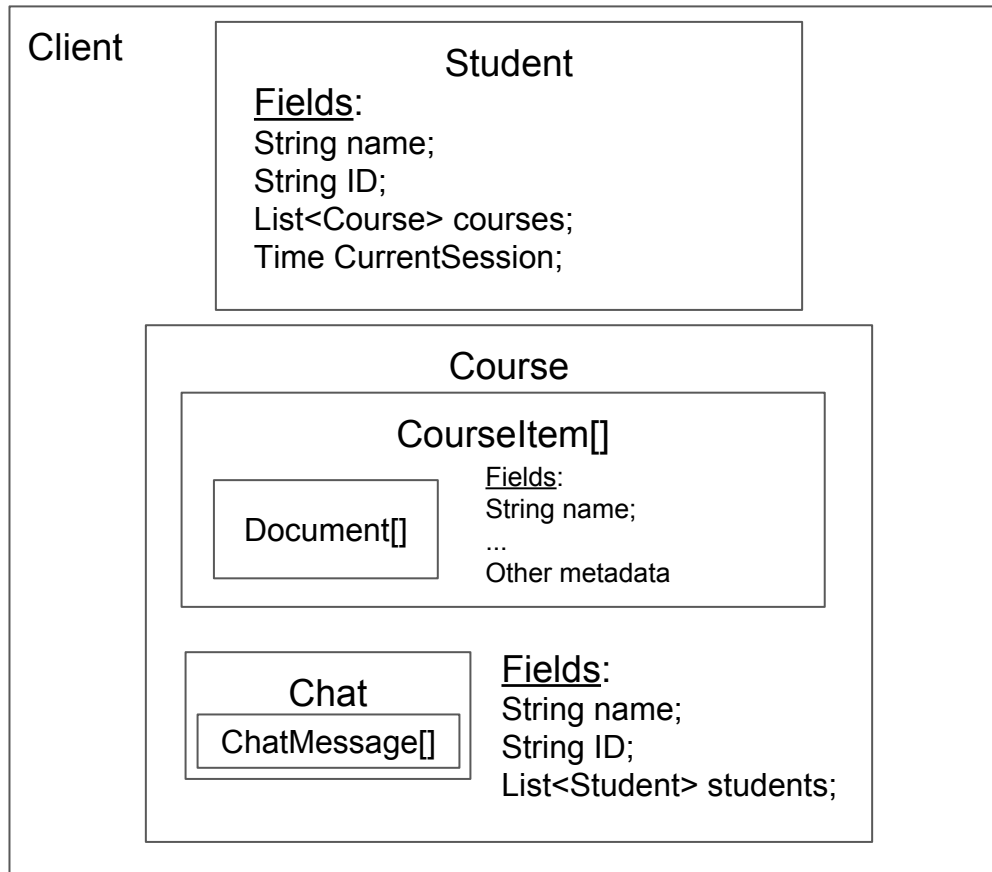 Client
Student
Fields:
String name;
String ID;
List<Course> courses;
Time CurrentSession;
Course
CourseItem[]
Document[]
Fields:
String name;
...
Other metadata
Chat
ChatMessage[]
Fields:
String name;
String ID;
List<Student> students;